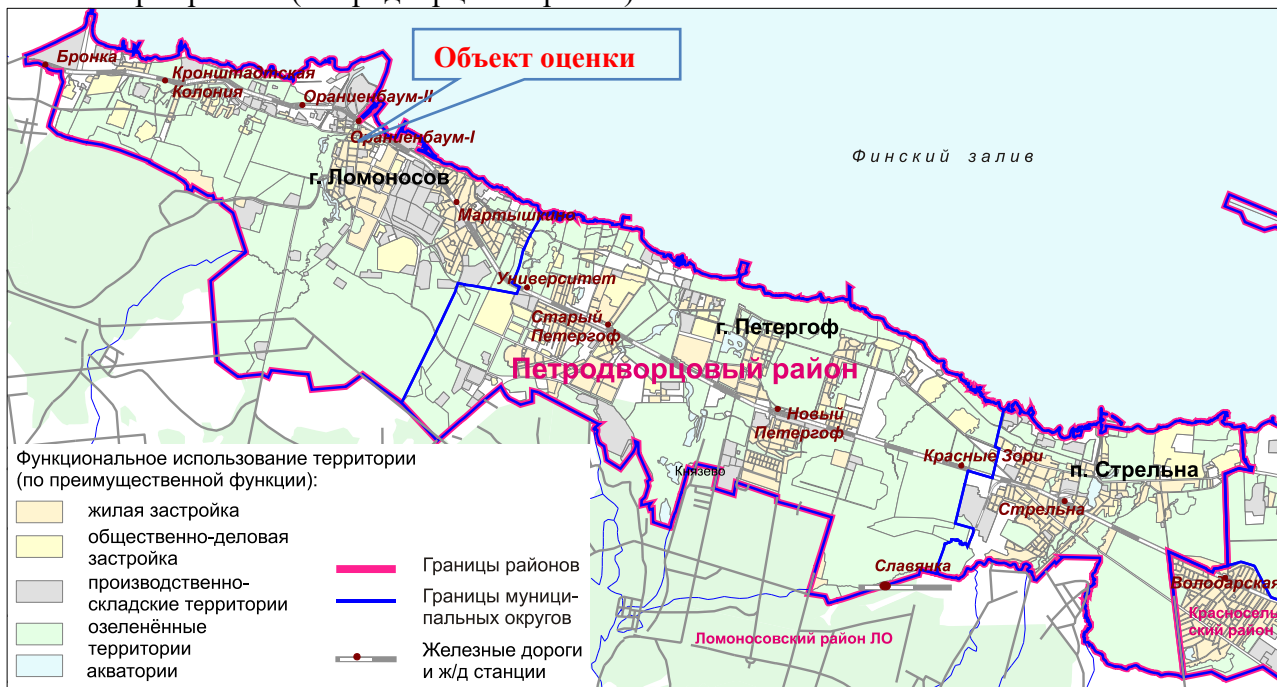 Объект оценки
Бронка
Кронштадтская
Колония
Ораниенбаум-II
Ораниенбаум-I
г. Ломоносов
Мартышкино
Финский залив
Университет
Старый
Петергоф
г. Петергоф
Петродворцовый район
Новый
Петергоф
Князево
Красные Зори
п. Стрельна
Стрельна
Славянка
Володарская
Красносель-
ский район
Ломоносовский район ЛО
Функциональное использование территории
(по преимущественной функции):
жилая застройка
общественно-деловая
застройка
производственно-
складские территории
озеленённые
территории
акватории
Границы районов
Границы муници-
пальных округов
Железные дороги
и ж/д станции